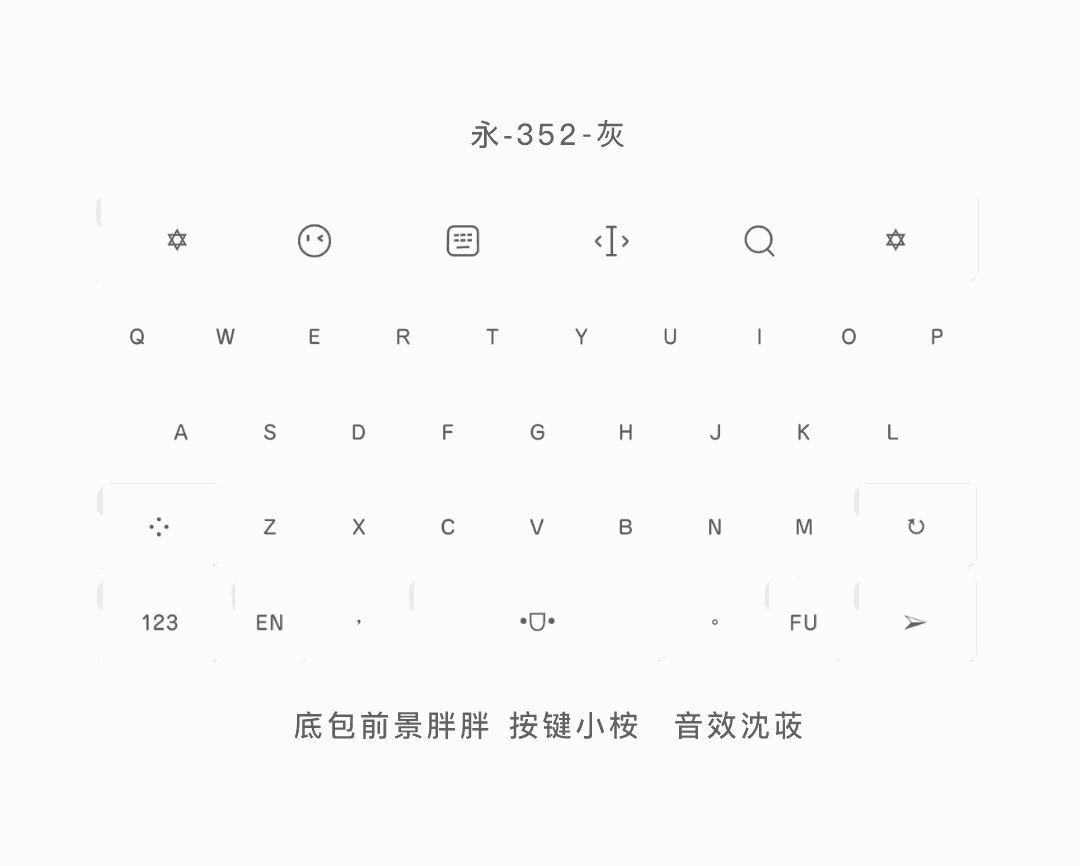 永-352-灰
Q W E R T Y U I O P
A S D F G H J K L
Z X C V B N M
123 EN , 。 FU
底包前景胖胖 按键小桉 音效沈苃